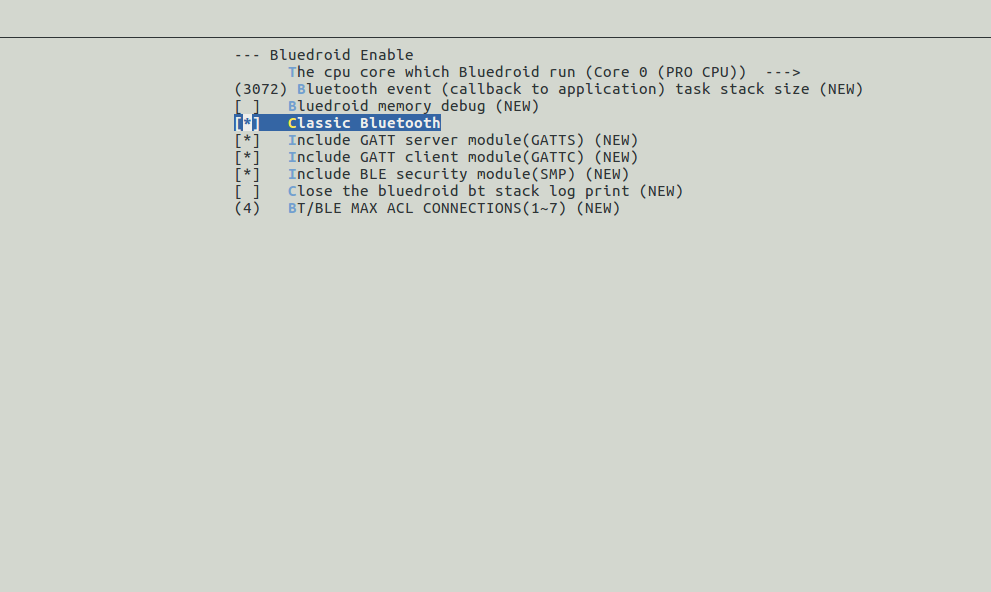 --- Bluedroid Enable
The cpu core which Bluedroid run (Core 0 (PRO CPU))  --->
(3072) Bluetooth event (callback to application) task stack size (NEW)
[ ]   Bluedroid memory debug (NEW)
[*]   Classic Bluetooth
[*]   Include GATT server module(GATTS) (NEW)
[*]   Include GATT client module(GATTC) (NEW)
[*]   Include BLE security module(SMP) (NEW)
[ ]   Close the bluedroid bt stack log print (NEW)
(4)   BT/BLE MAX ACL CONNECTIONS(1~7) (NEW)